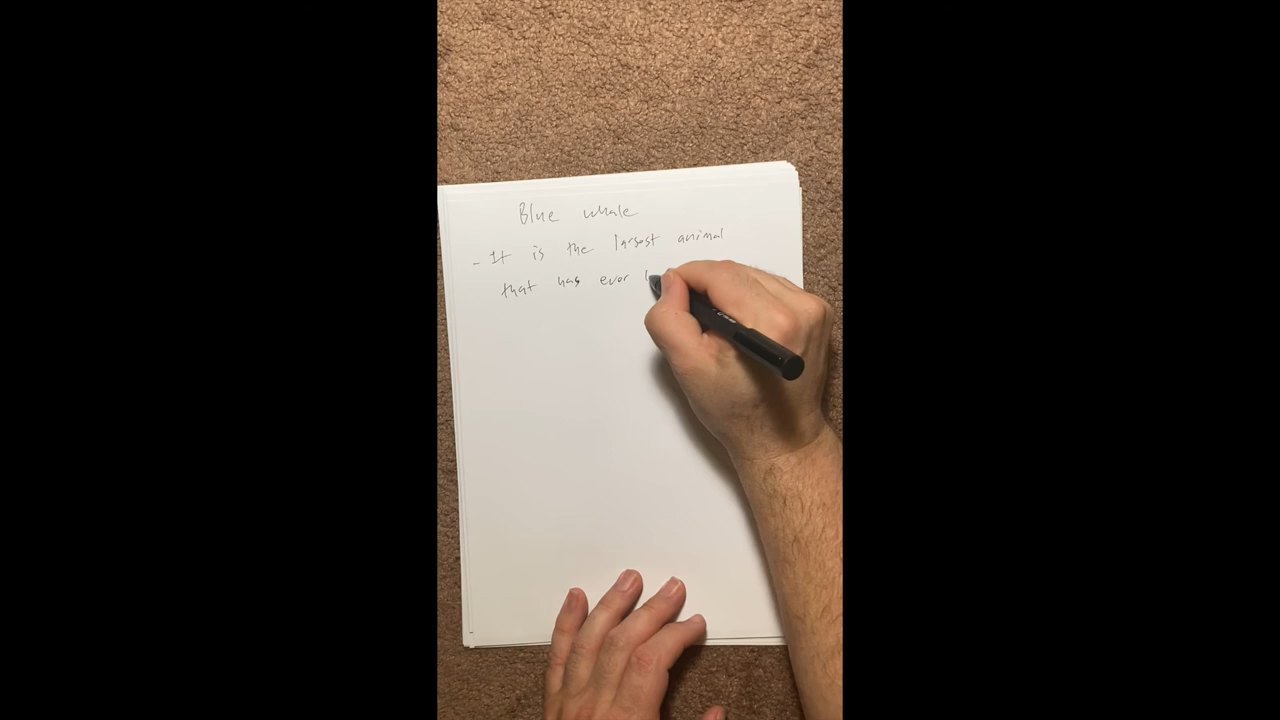 Blue whale
- It is the largest animal
that has ever l